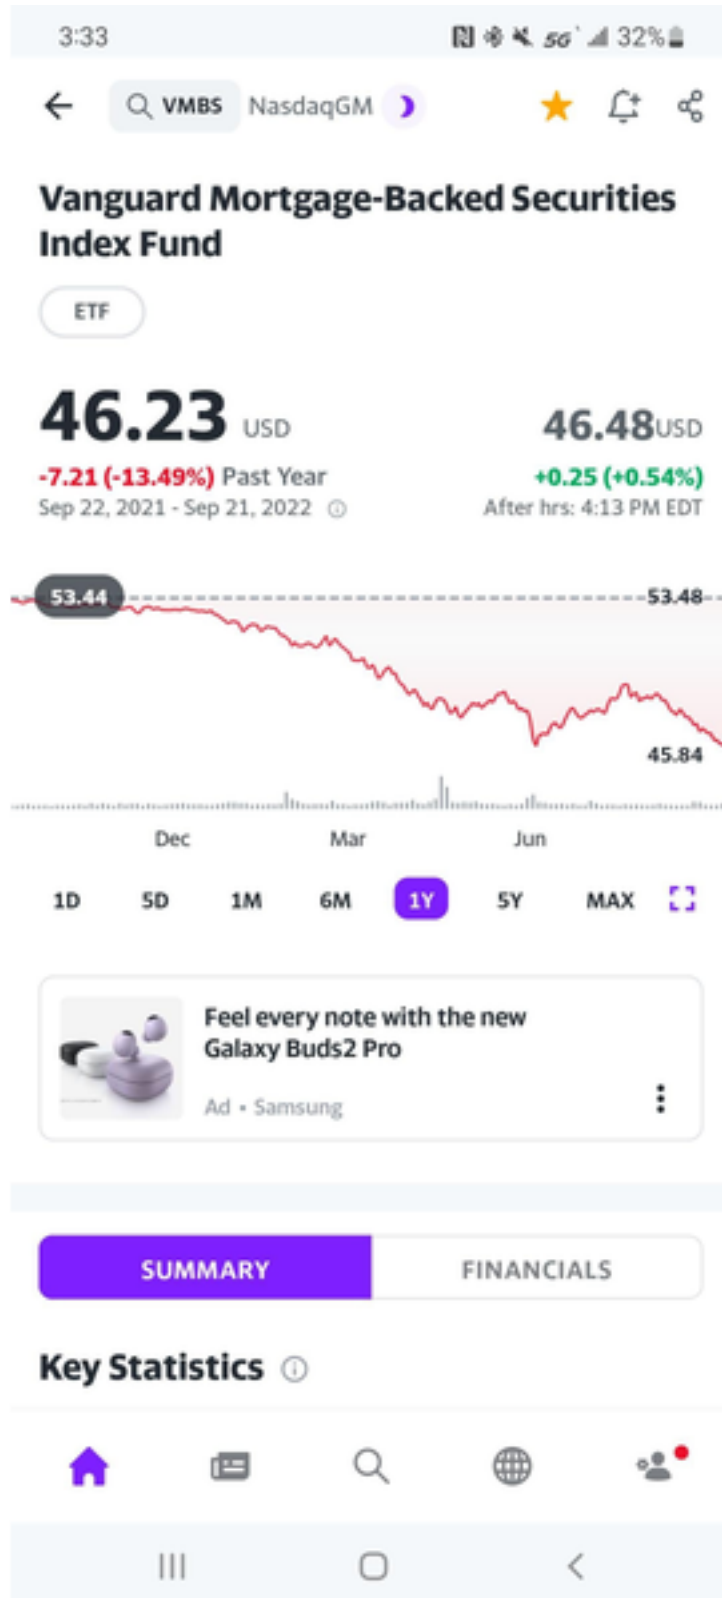 3:33 5G 32%
VMBS NasdaqGM
Vanguard Mortgage-Backed Securities
Index Fund
ETF
46.23 USD 46.48 USD
-7.21 (-13.49%) Past Year +0.25 (+0.54%)
Sep 22, 2021 - Sep 21, 2022 After hrs: 4:13 PM EDT
53.44 53.48
45.84
Dec Mar Jun
1D 5D 1M 6M 1Y 5Y MAX
Feel every note with the new
Galaxy Buds2 Pro
Ad • Samsung
SUMMARY FINANCIALS
Key Statistics